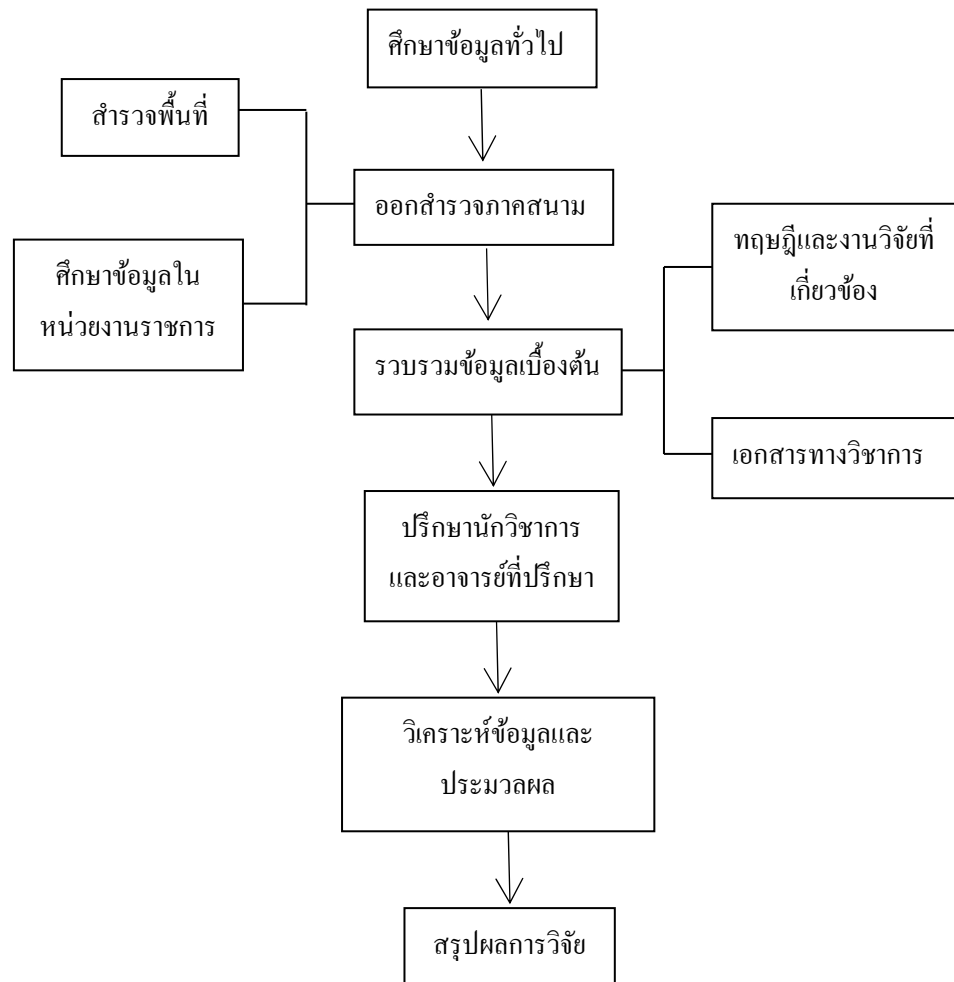 ศึกษาข้อมูลทั่วไป
สำรวจพื้นที่
ออกสำรวจภาคสนาม
ศึกษาข้อมูลใน
หน่วยงานราชการ
ทฤษฎีและงานวิจัยที่
เกี่ยวข้อง
รวบรวมข้อมูลเบื้องต้น
เอกสารทางวิชาการ
ปรึกษานักวิชาการ
และอาจารย์ที่ปรึกษา
วิเคราะห์ข้อมูลและ
ประมวลผล
สรุปผลการวิจัย